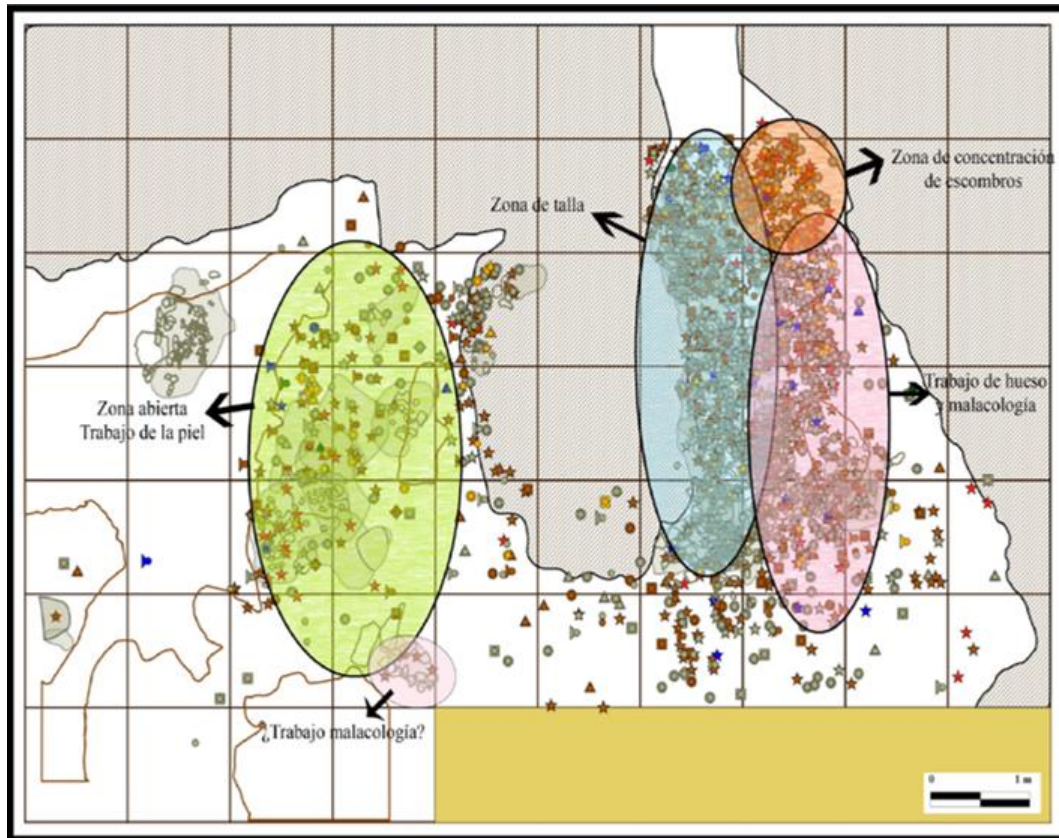 Zona de concentración
de escombros
Zona de talla
Trabajo de hueso
y malacología
Zona abierta
Trabajo de la piel
¿Trabajo malacología?
0 1 m